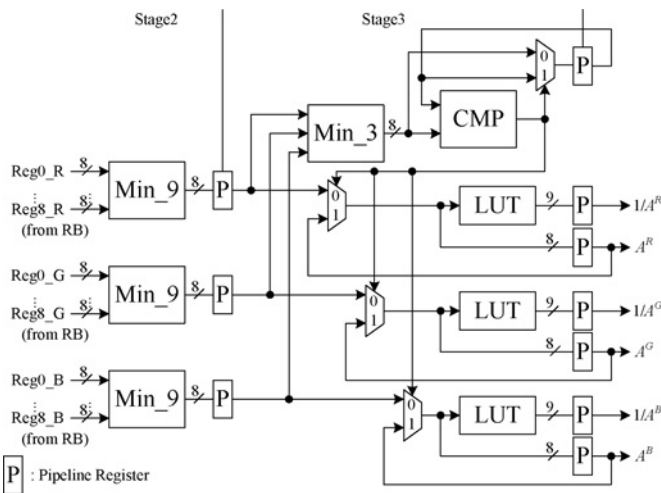 Stage2 Stage3
0
1
P
8
Min_3
CMP
Reg0_R 8
Reg8_R 8
(from RB)
Min_9
8
P
0
1
LUT
9
P
1/A^R
8
P
A^R
Reg0_G 8
Reg8_G 8
(from RB)
Min_9
8
P
0
1
LUT
9
P
1/A^G
8
P
A^G
Reg0_B 8
Reg8_B 8
(from RB)
Min_9
8
P
0
1
LUT
9
P
1/A^B
8
P
A^B
P : Pipeline Register